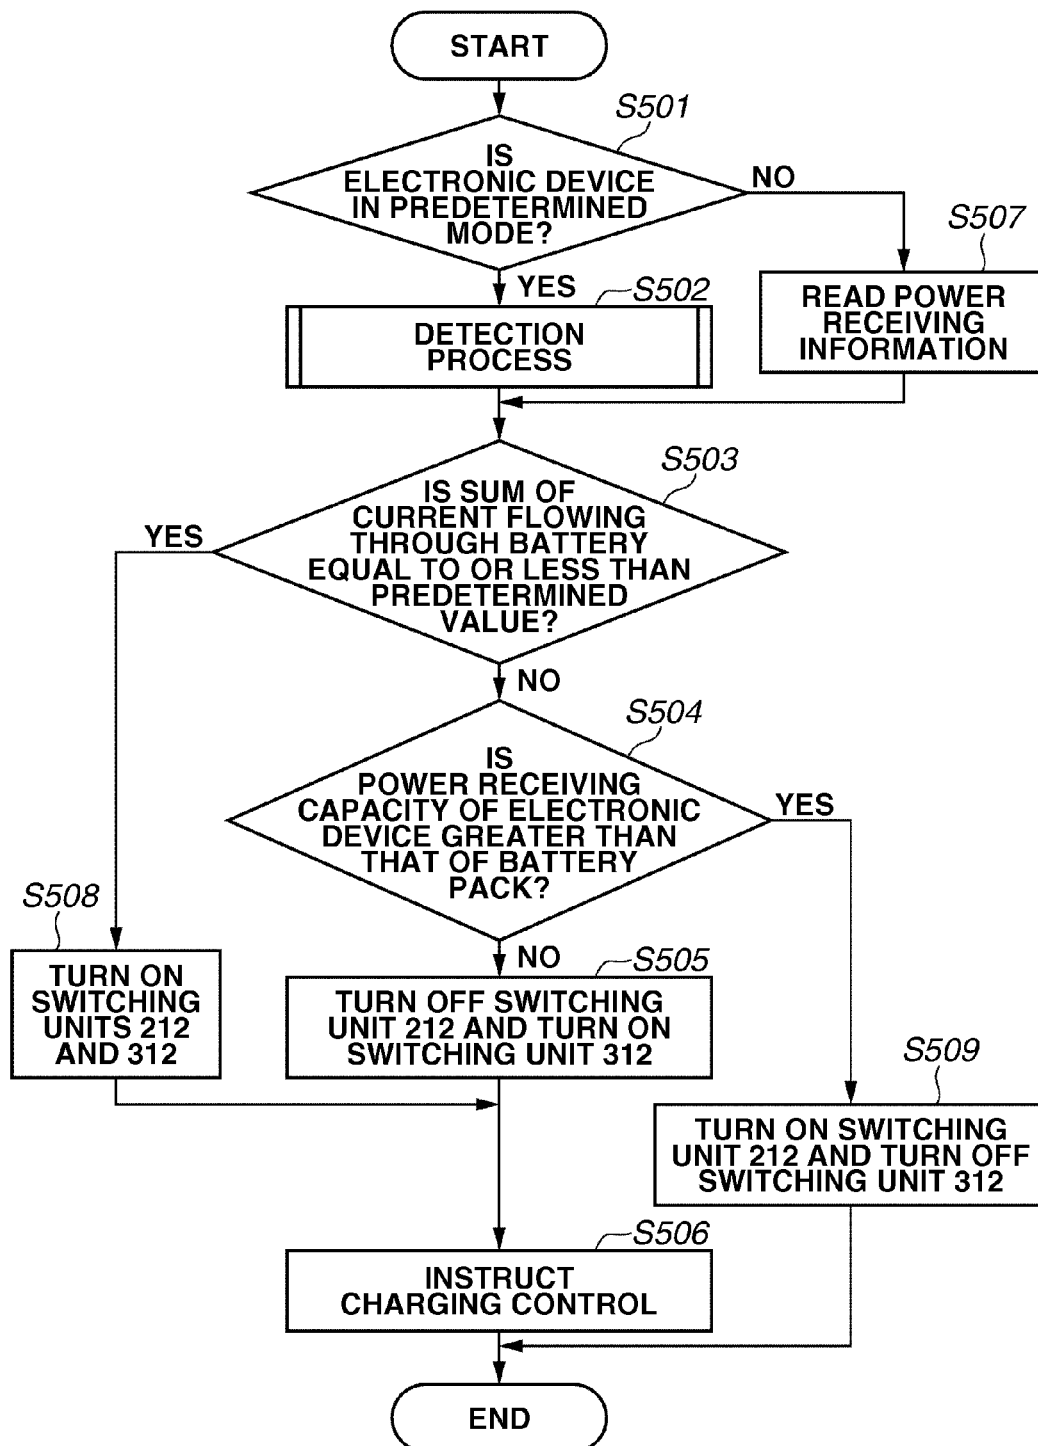 START
S501
IS
ELECTRONIC DEVICE
IN PREDETERMINED
MODE?
NO
S507
YES
S502
READ POWER
RECEIVING
INFORMATION
DETECTION
PROCESS
S503
IS SUM OF
CURRENT FLOWING
THROUGH BATTERY
EQUAL TO OR LESS THAN
PREDETERMINED
VALUE?
YES
NO
S504
IS
POWER RECEIVING
CAPACITY OF ELECTRONIC
DEVICE GREATER THAN
THAT OF BATTERY
PACK?
YES
S508
NO
S505
TURN ON
SWITCHING
UNITS 212
AND 312
TURN OFF SWITCHING
UNIT 212 AND TURN ON
SWITCHING UNIT 312
S509
TURN ON SWITCHING
UNIT 212 AND TURN OFF
SWITCHING UNIT 312
S506
INSTRUCT
CHARGING CONTROL
END